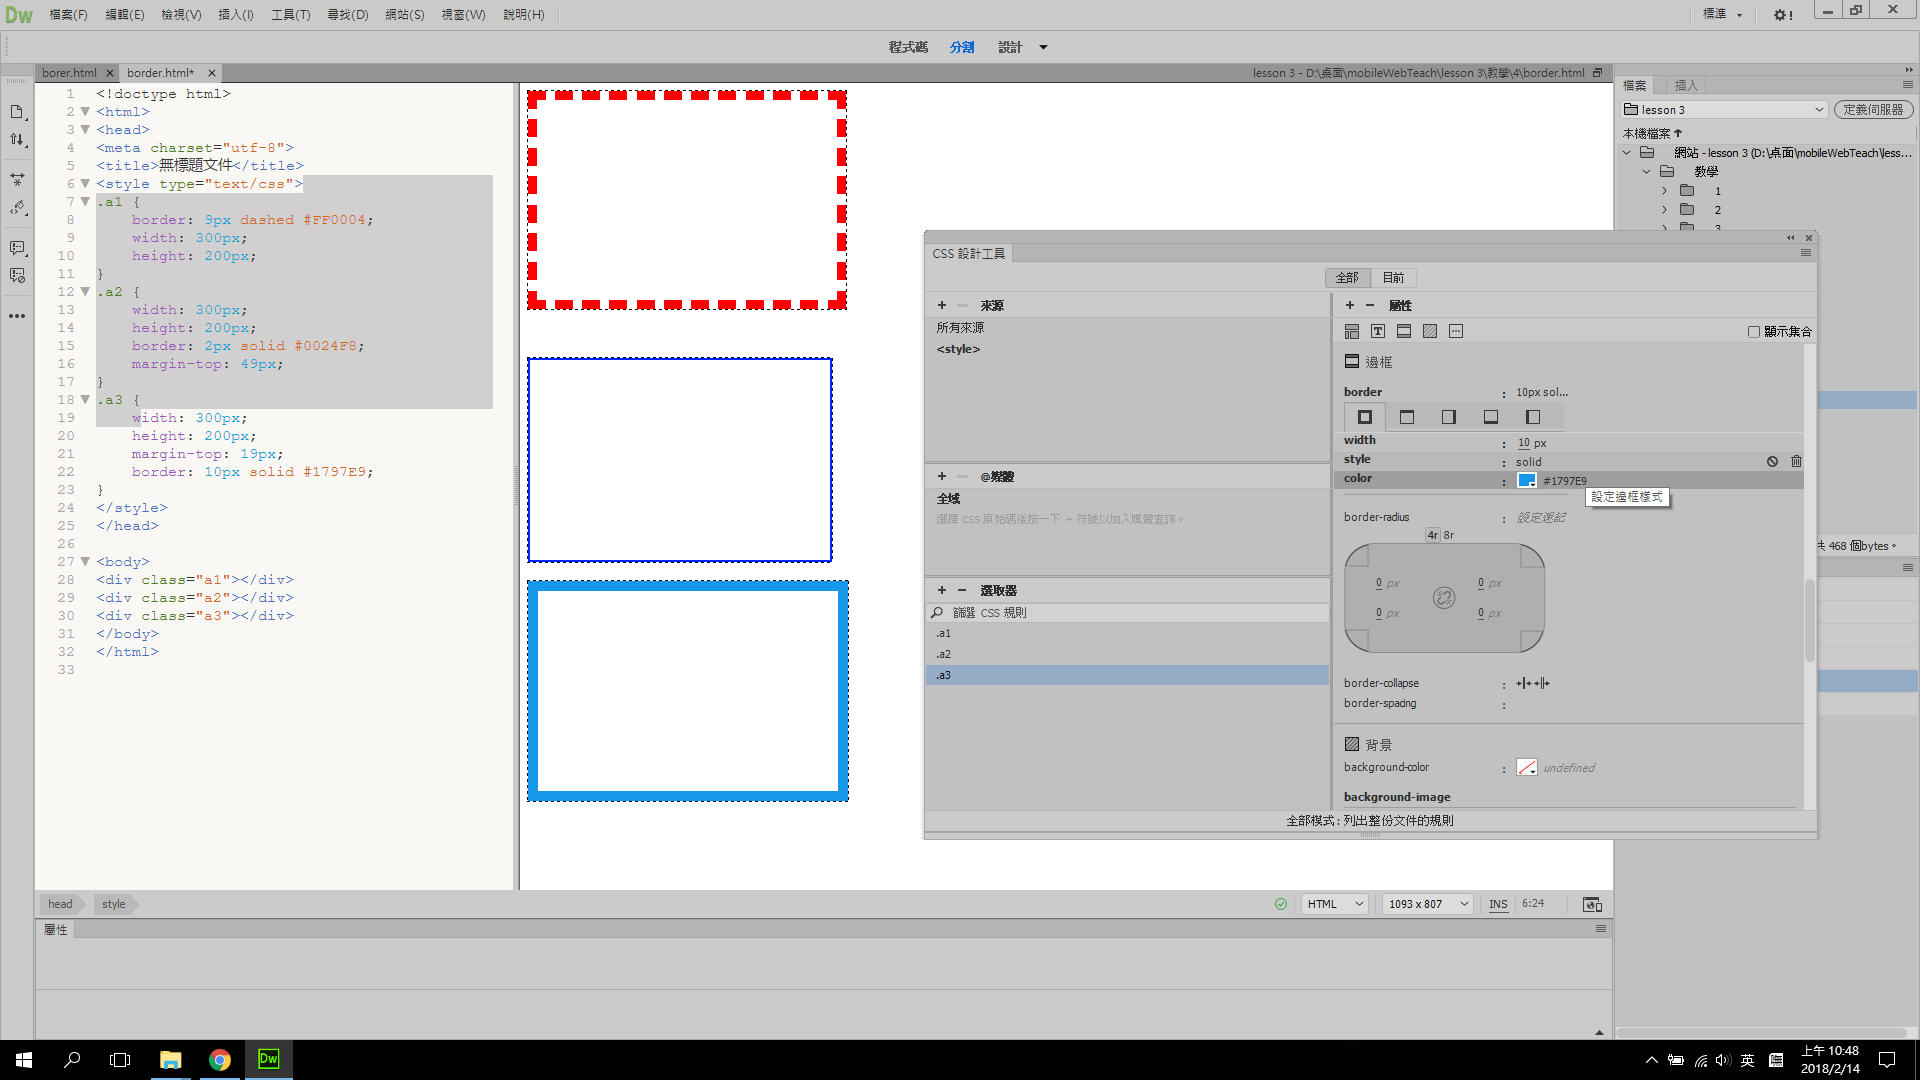 Dw 檔案(F) 編輯(E) 檢視(V) 插入(I) 工具(T) 尋找(D) 網站(S) 視窗(W) 說明(H) 標準
程式碼 分割 設計
borer.html border.html* lesson 3 - D:\桌面\mobileWebTeach\lesson 3\教學\4\border.html
1 <!doctype html>
2 <html>
3 <head>
4 <meta charset="utf-8">
5 <title>無標題文件</title>
6 <style type="text/css">
7 .a1 {
8 border: 9px dashed #FF0004;
9 width: 300px;
10 height: 200px;
11 }
12 .a2 {
13 width: 300px;
14 height: 200px;
15 border: 2px solid #0024F8;
16 margin-top: 49px;
17 }
18 .a3 {
19 width: 300px;
20 height: 200px;
21 margin-top: 19px;
22 border: 10px solid #1797E9;
23 }
24 </style>
25 </head>
26
27 <body>
28 <div class="a1"></div>
29 <div class="a2"></div>
30 <div class="a3"></div>
31 </body>
32 </html>
33
檔案 插入
lesson 3 定義伺服器
本機檔案
網站 - lesson 3 (D:\桌面\mobileWebTeach\less...
教學
1
2
3
CSS 設計工具
全部 目前
來源
所有來源
<style>
@媒體
全域
選擇 CSS 原始碼後按一下 + 符號以加入媒體查詢。
選取器
篩選 CSS 規則
.a1
.a2
.a3
屬性
顯示集合
邊框
border : 10px sol...
width : 10 px
style : solid
color : #1797E9
設定邊框樣式
border-radius : 設定速記
4r 8r
0 px 0 px
0 px 0 px
border-collapse :
border-spacing :
背景
background-color : undefined
background-image
全部模式 : 列出整份文件的規則
共 468 個bytes。
head style HTML 1093 x 807 INS 6:24
屬性
Dw
英
上午 10:48
2018/2/14